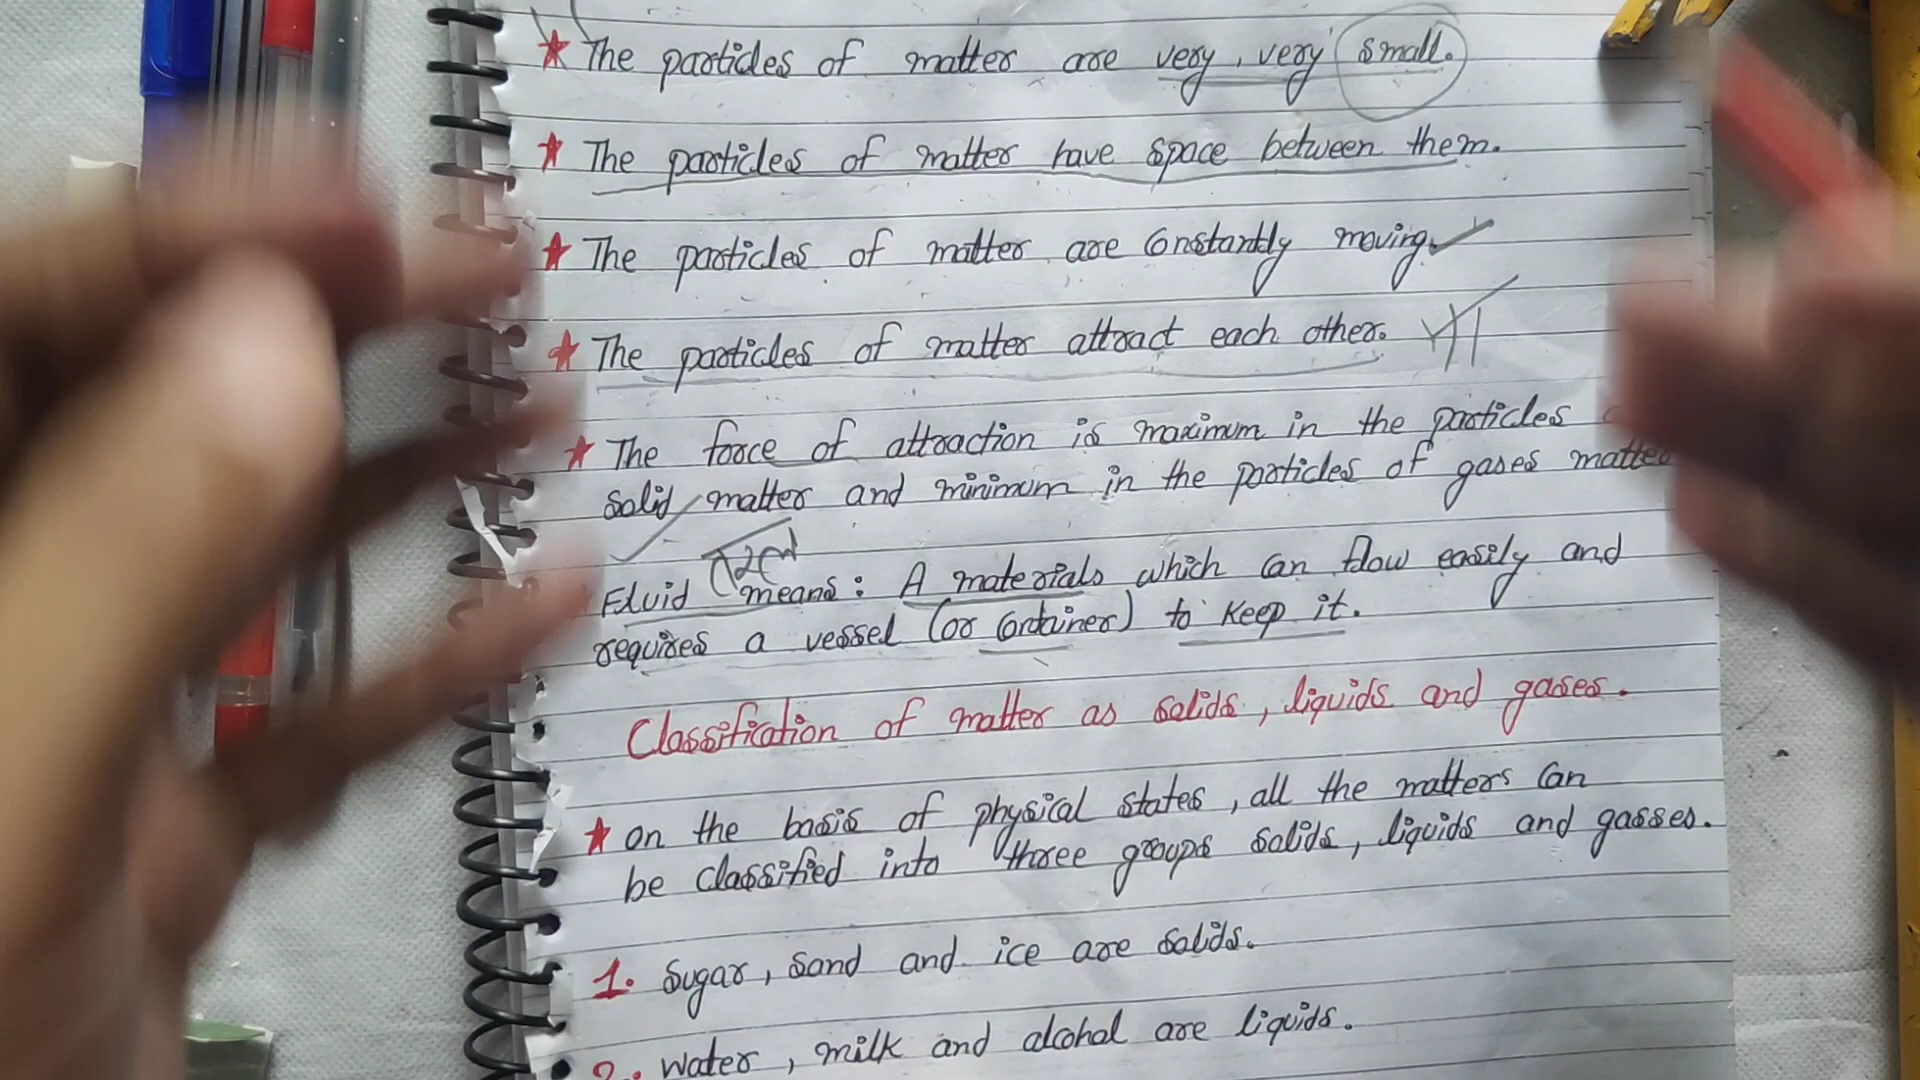 The particles of matter are very, very small.
The particles of matter have space between them.
The particles of matter are Constantly moving.
The particles of matter attract each other.
The force of attraction is maximum in the particles
solid matter and minimum in the particles of gases matter
Fluid means: A materials which Can flow easily and
requires a vessel (or Container) to keep it.
Classification of matter as solids, liquids and gases.
on the basis of physical states, all the matters Can
be classified into three groups solids, liquids and gasses.
1. Sugar, Sand and ice are solids.
2. Water, milk and alcohal are liquids.